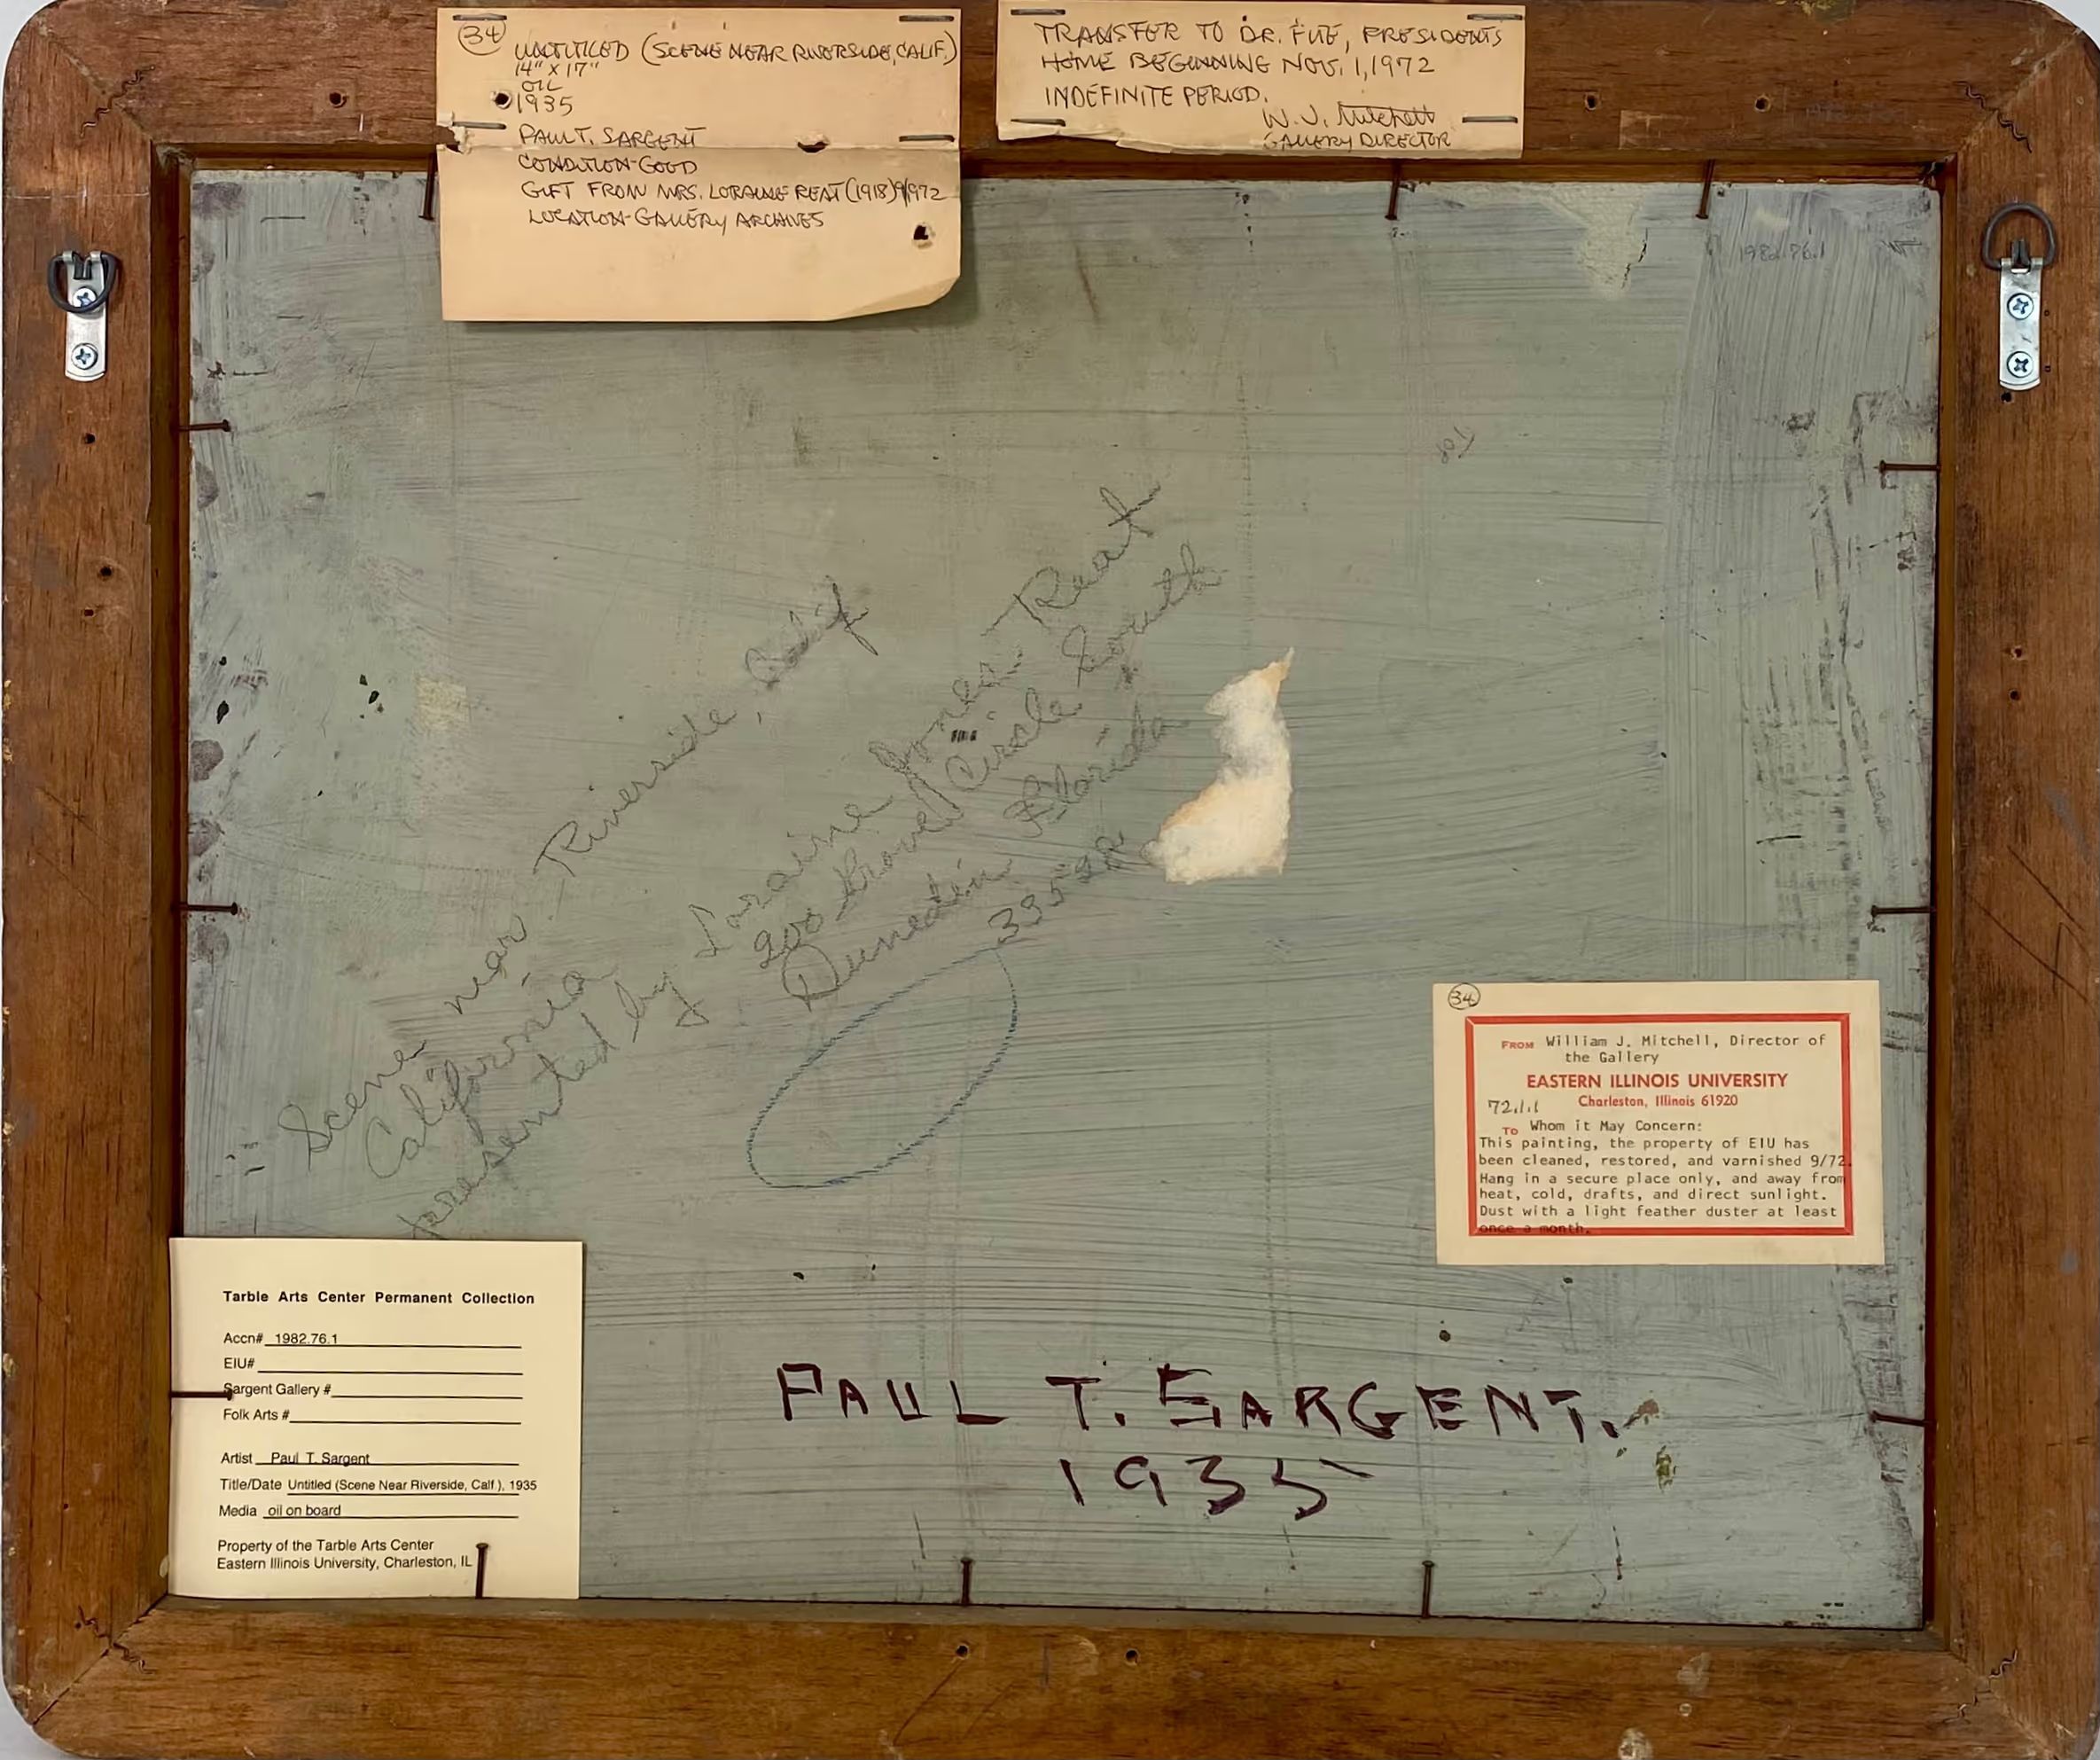 34
UNTITLED (SCENE NEAR RIVERSIDE, CALIF.)
14" X 17"
OIL
1935
PAUL T. SARGENT
CONDITION-GOOD
GIFT FROM MRS. LORAINE REAT (1918) 9/1972
LOCATION-GALLERY ARCHIVES
TRANSFER TO DR. FITE, PRESIDENTS
HOME BEGINNING NOV. 1, 1972
INDEFINITE PERIOD.
W. J. Mitchell
GALLERY DIRECTOR
1982.76.1
Scene near Riverside, Calif
California
presented by Loraine Jones Reat
200 Circle South
Dunedin Florida
34
FROM William J. Mitchell, Director of
the Gallery
EASTERN ILLINOIS UNIVERSITY
Charleston, Illinois 61920
72.1.1
TO Whom it May Concern:
This painting, the property of EIU has
been cleaned, restored, and varnished 9/72.
Hang in a secure place only, and away from
heat, cold, drafts, and direct sunlight.
Dust with a light feather duster at least
once a month.
Tarble Arts Center Permanent Collection
Accn# 1982.76.1
EIU#
Sargent Gallery #
Folk Arts #
Artist Paul T. Sargent
Title/Date Untitled (Scene Near Riverside, Calf.), 1935
Media oil on board
Property of the Tarble Arts Center
Eastern Illinois University, Charleston, IL
PAUL T. SARGENT.
1935